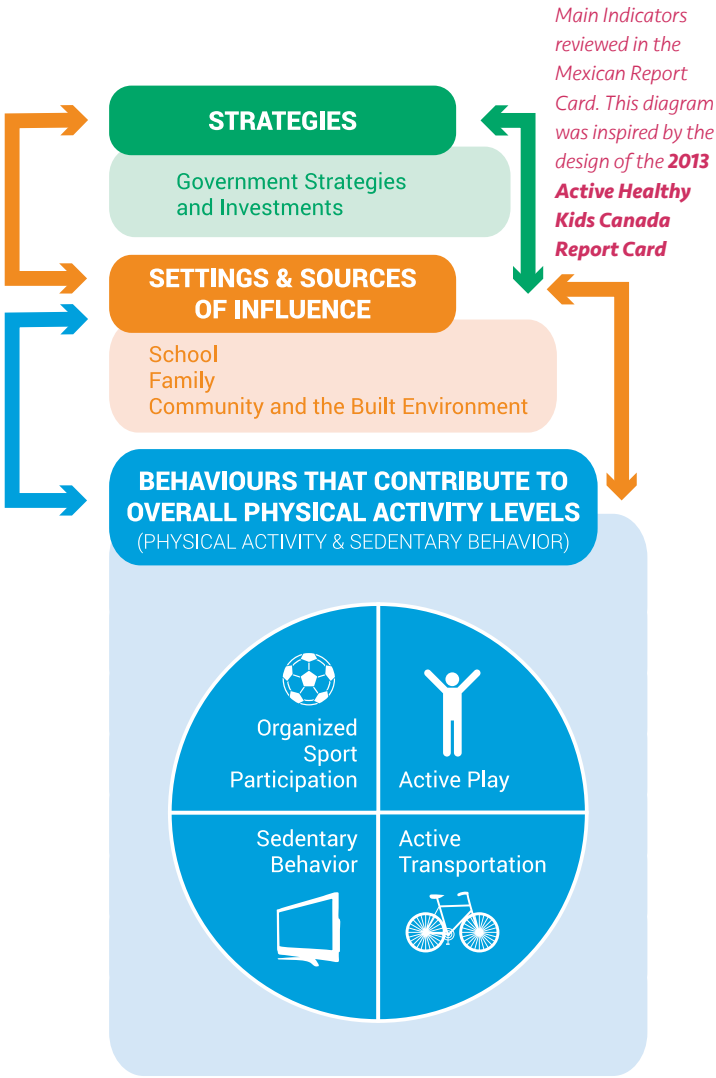 Main Indicators
reviewed in the
Mexican Report
Card. This diagram
was inspired by the
design of the 2013
Active Healthy
Kids Canada
Report Card
STRATEGIES
Government Strategies
and Investments
SETTINGS & SOURCES
OF INFLUENCE
School
Family
Community and the Built Environment
BEHAVIOURS THAT CONTRIBUTE TO
OVERALL PHYSICAL ACTIVITY LEVELS
(PHYSICAL ACTIVITY & SEDENTARY BEHAVIOR)
Organized
Sport
Participation
Active Play
Sedentary
Behavior
Active
Transportation